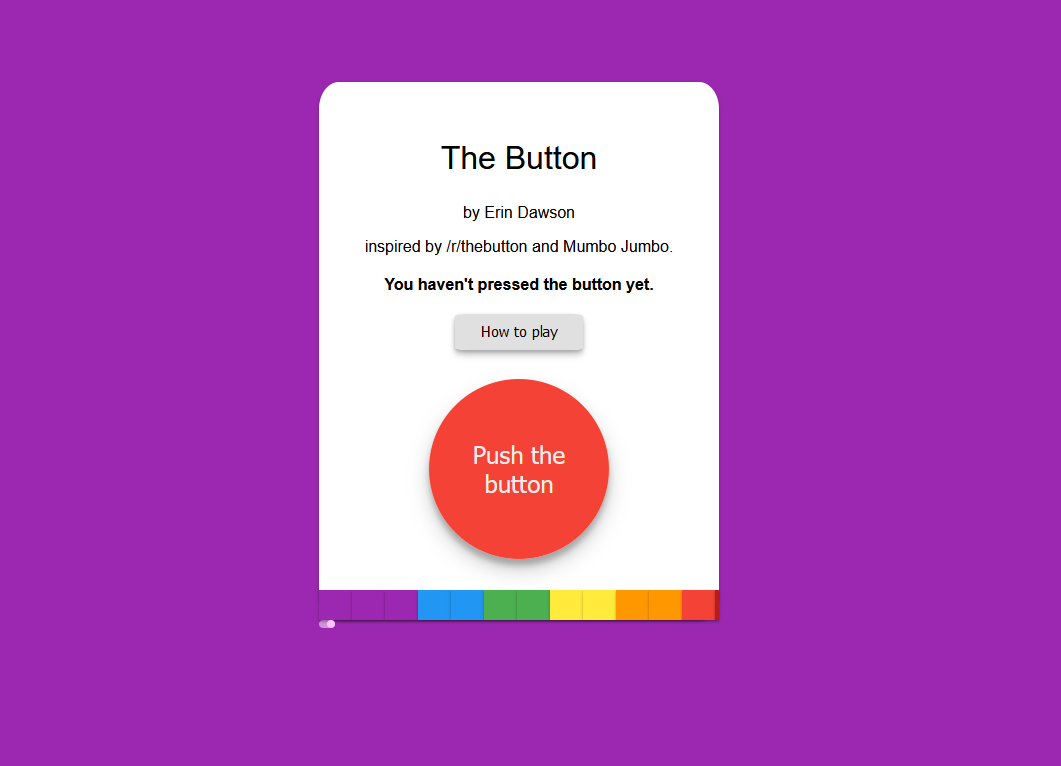 The Button
by Erin Dawson
inspired by /r/thebutton and Mumbo Jumbo.
You haven't pressed the button yet.
How to play
Push the
button